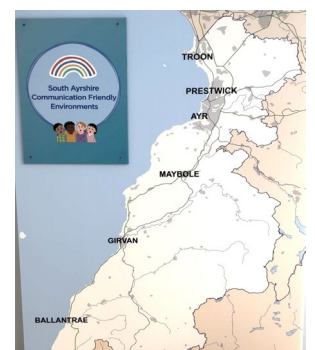 South Ayrshire
Communication Friendly
Environments
TROON
PRESTWICK
AYR
MAYBOLE
GIRVAN
BALLANTRAE